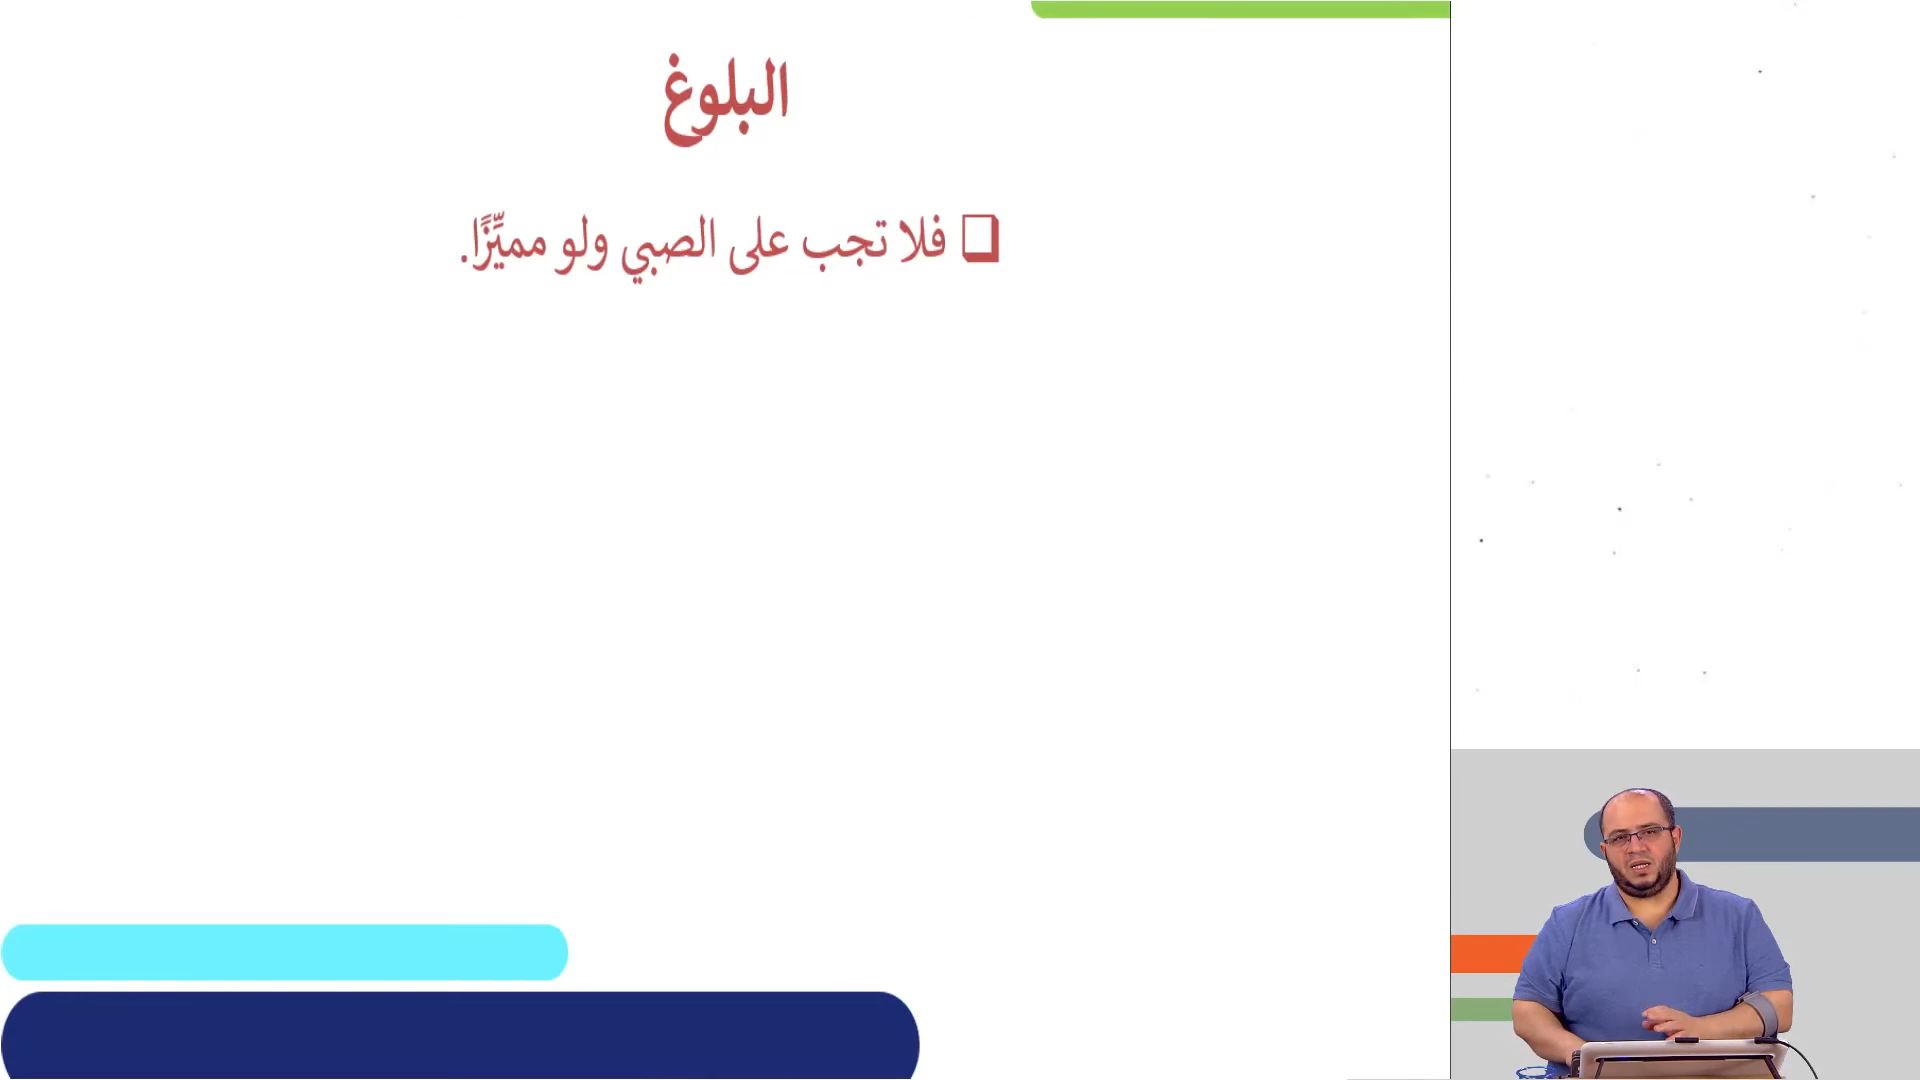 البلوغ
❑ فلا تجب على الصبي ولو مميِّزًا.